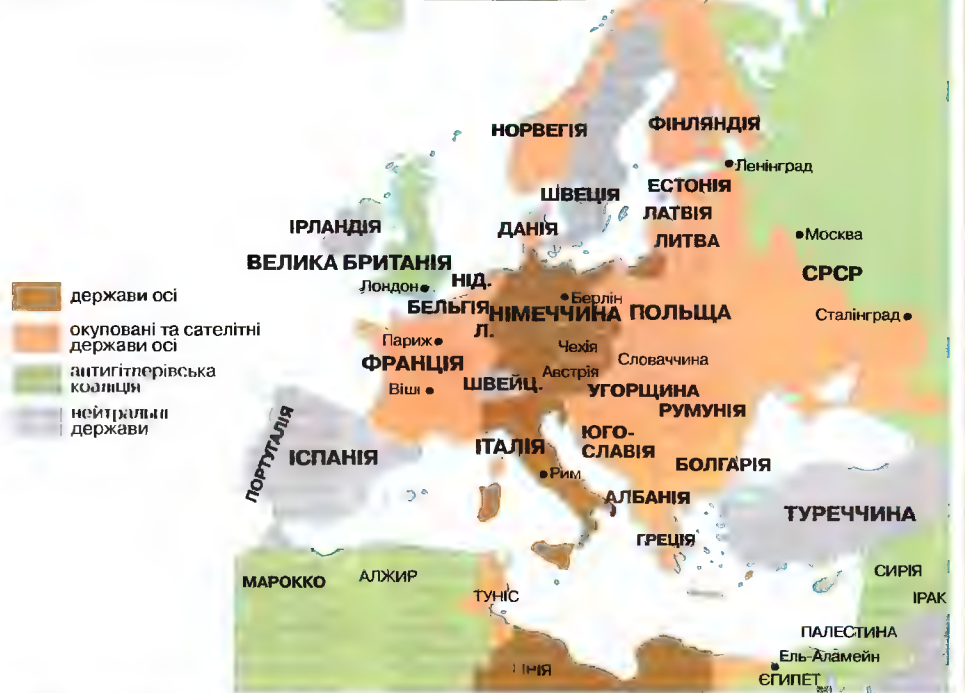 НОРВЕГІЯ
ФІНЛЯНДІЯ
Ленінград
ШВЕЦІЯ
ЕСТОНІЯ
ЛАТВІЯ
ІРЛАНДІЯ
ДАНІЯ
ЛИТВА
Москва
ВЕЛИКА БРИТАНІЯ
СРСР
НІД.
Лондон
держави осі
БЕЛЬГІЯ
Берлін
НІМЕЧЧИНА
ПОЛЬЩА
Сталінград
Л.
окуповані та сателітні
держави осі
Париж
Чехія
ФРАНЦІЯ
Словаччина
антигітлерівська
коаліція
Австрія
Віші
ШВЕЙЦ.
УГОРЩИНА
РУМУНІЯ
нейтральні
держави
ПОРТУГАЛІЯ
ІСПАНІЯ
ІТАЛІЯ
ЮГО-
СЛАВІЯ
БОЛГАРІЯ
Рим
АЛБАНІЯ
ТУРЕЧЧИНА
ГРЕЦІЯ
МАРОККО
АЛЖИР
СИРІЯ
ТУНІС
ІРАК
ПАЛЕСТИНА
Ель-Аламейн
ЄГИПЕТ